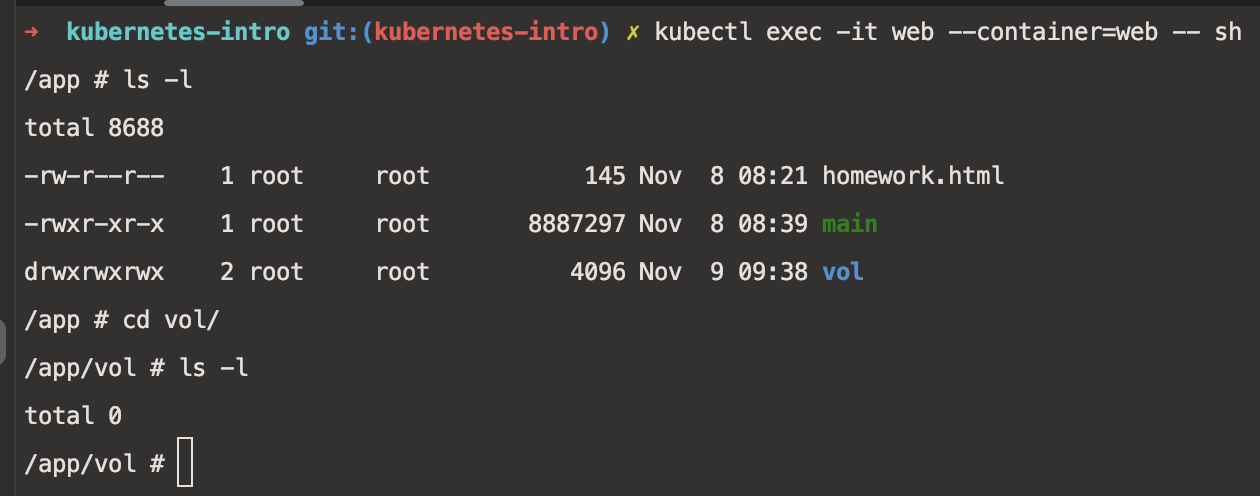 ➜ kubernetes-intro git:(kubernetes-intro) ✗ kubectl exec -it web --container=web -- sh
/app # ls -l
total 8688
-rw-r--r-- 1 root root 145 Nov 8 08:21 homework.html
-rwxr-xr-x 1 root root 8887297 Nov 8 08:39 main
drwxrwxrwx 2 root root 4096 Nov 9 09:38 vol
/app # cd vol/
/app/vol # ls -l
total 0
/app/vol #